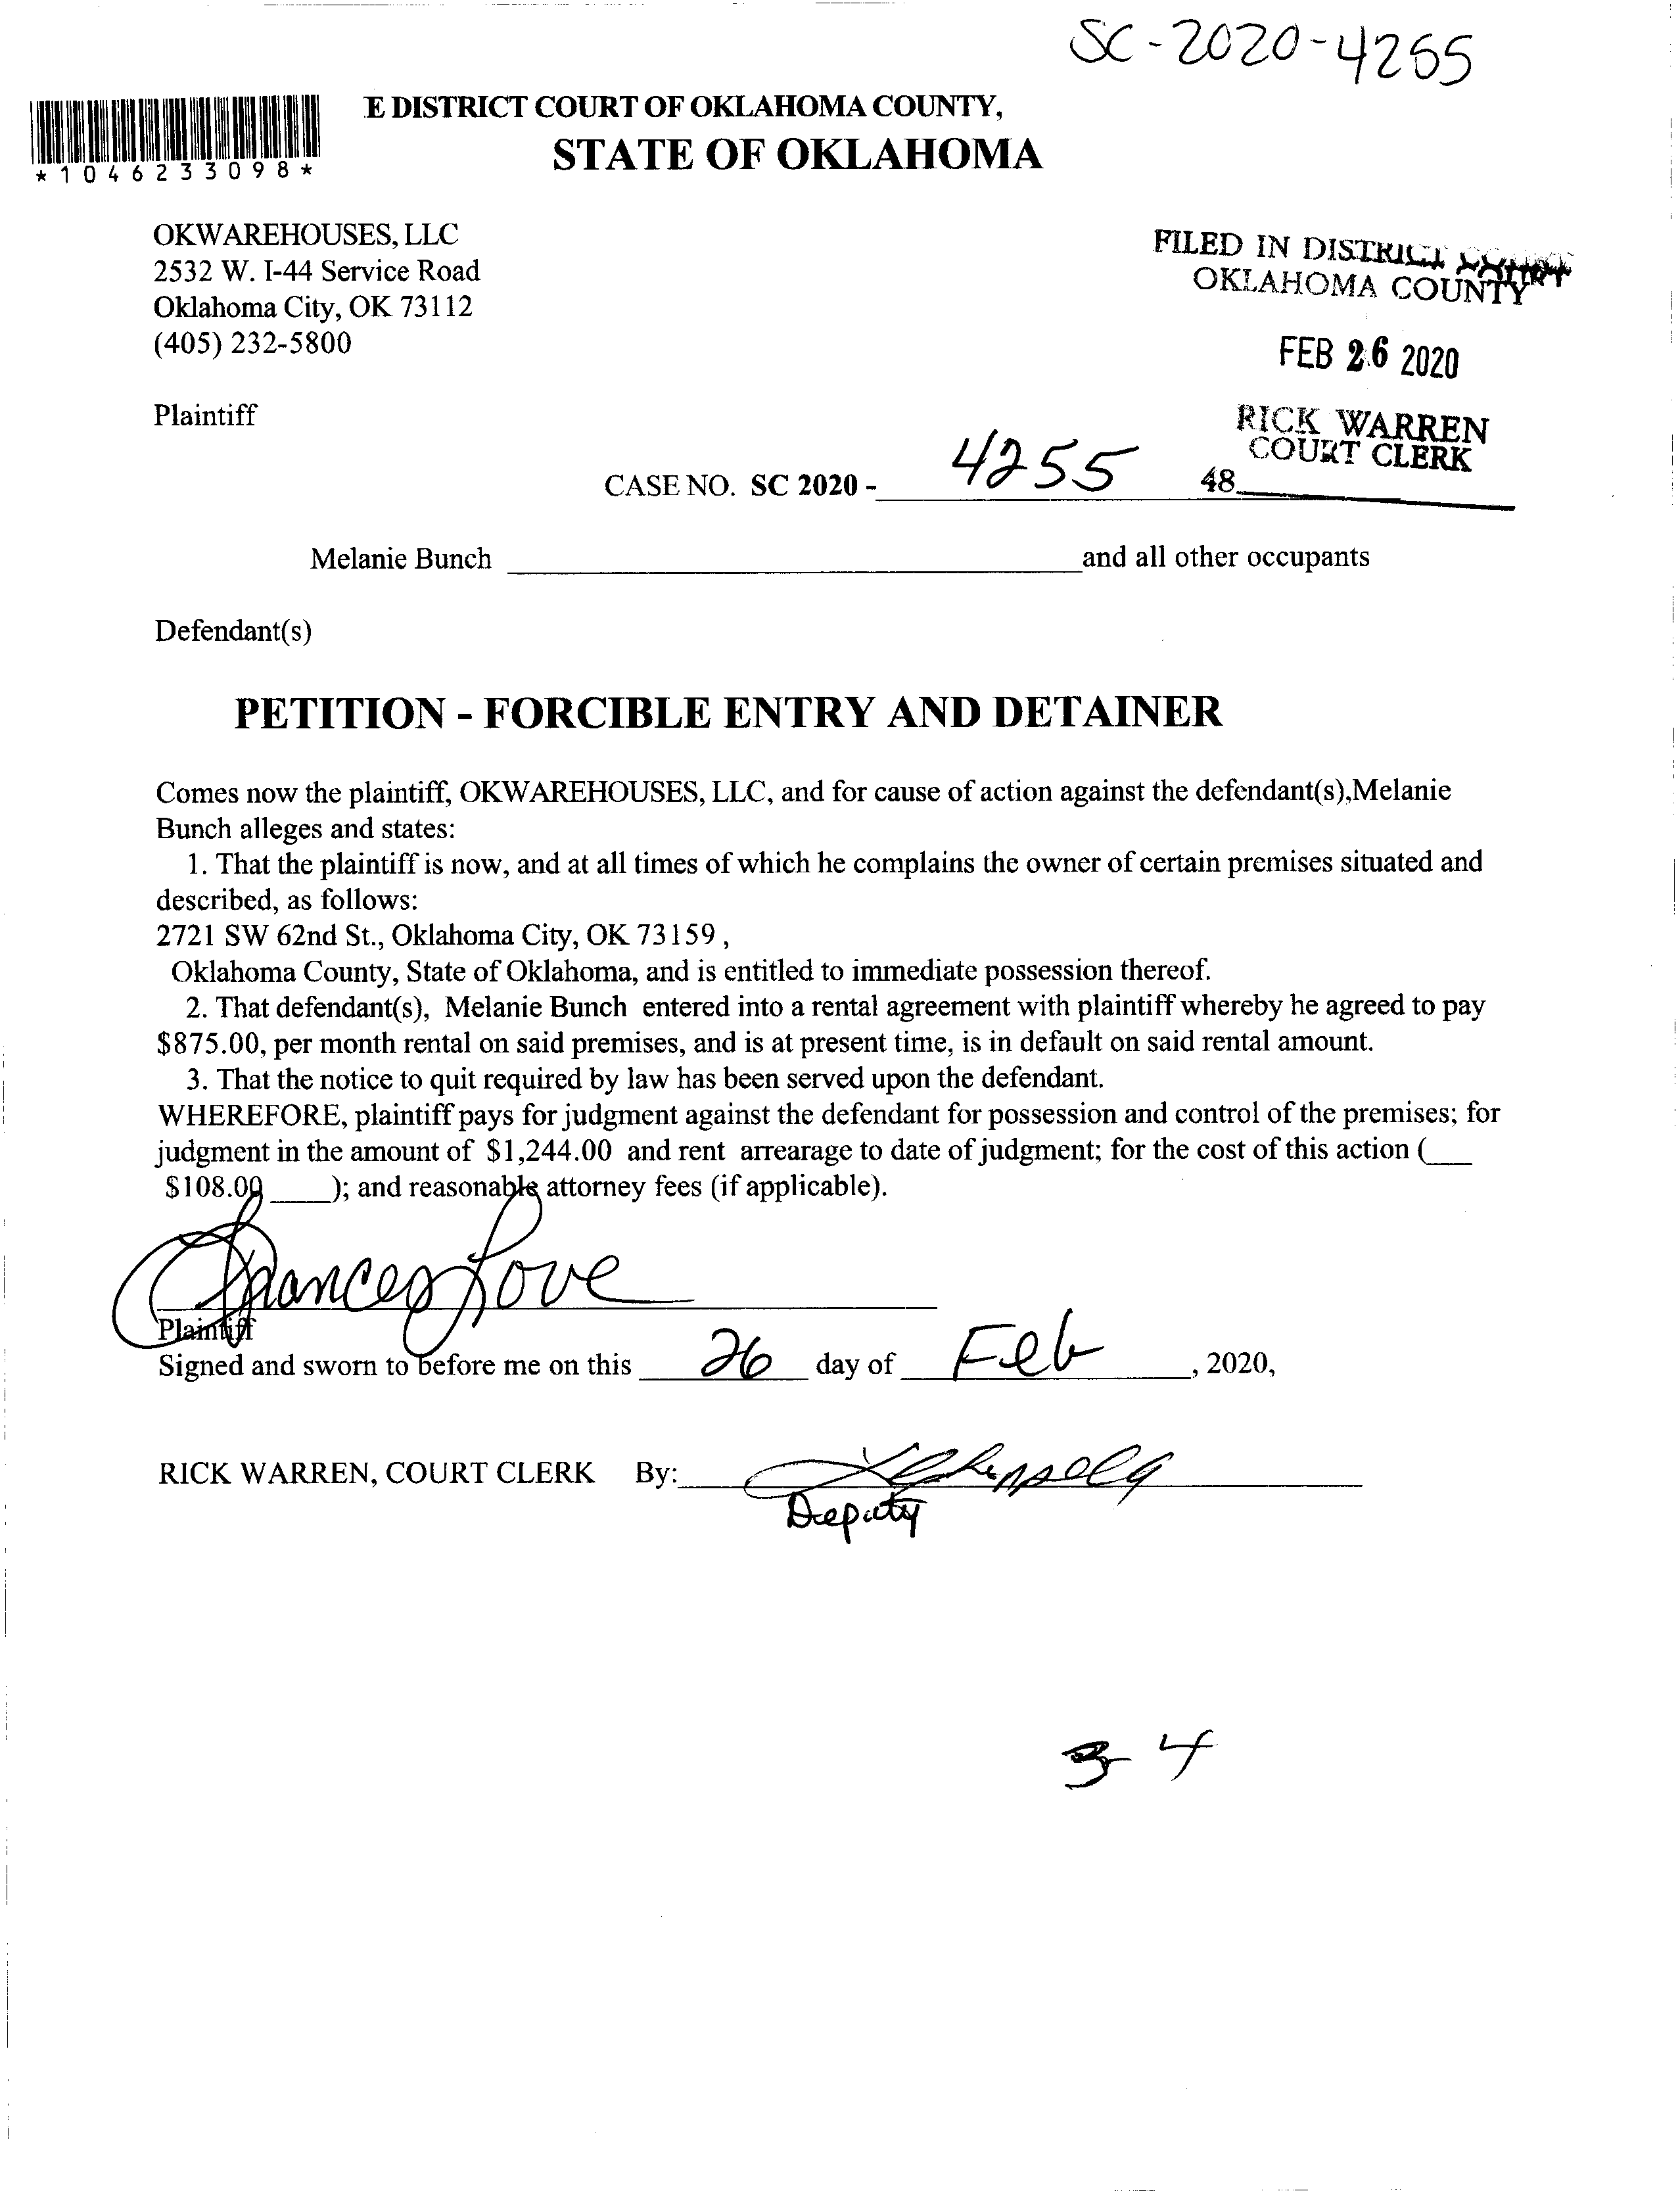 SC-2020-4255
E DISTRICT COURT OF OKLAHOMA COUNTY,
STATE OF OKLAHOMA
*1046233098*
OKWAREHOUSES, LLC
2532 W. I-44 Service Road
Oklahoma City, OK 73112
(405) 232-5800
FILED IN DISTRICT COURT
OKLAHOMA COUNTY
FEB 26 2020
Plaintiff
RICK WARREN
COURT CLERK
CASE NO. SC 2020 - 4255
48
Melanie Bunch and all other occupants
Defendant(s)
PETITION - FORCIBLE ENTRY AND DETAINER
Comes now the plaintiff, OKWAREHOUSES, LLC, and for cause of action against the defendant(s),Melanie
Bunch alleges and states:
1. That the plaintiff is now, and at all times of which he complains the owner of certain premises situated and
described, as follows:
2721 SW 62nd St., Oklahoma City, OK 73159 ,
Oklahoma County, State of Oklahoma, and is entitled to immediate possession thereof.
2. That defendant(s), Melanie Bunch entered into a rental agreement with plaintiff whereby he agreed to pay
$875.00, per month rental on said premises, and is at present time, is in default on said rental amount.
3. That the notice to quit required by law has been served upon the defendant.
WHEREFORE, plaintiff pays for judgment against the defendant for possession and control of the premises; for
judgment in the amount of $1,244.00 and rent arrearage to date of judgment; for the cost of this action (___
$108.00 ____); and reasonable attorney fees (if applicable).
Frances Love
Plaintiff
Signed and sworn to before me on this 26 day of Feb , 2020,
RICK WARREN, COURT CLERK By:
Deputy
3-4